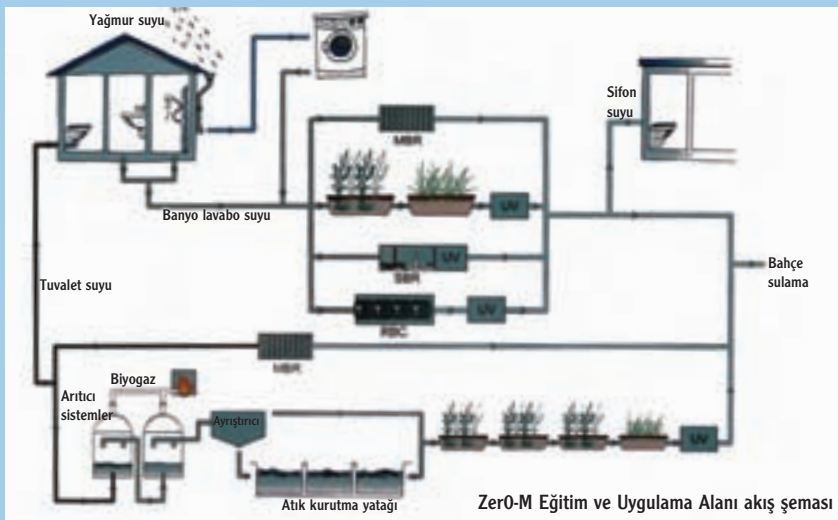 Yağmur suyu
Sifon
suyu
MBR
UV
Banyo lavabo suyu
UV
SBR
Bahçe
sulama
Tuvalet suyu
UV
RBC
MBR
Biyogaz
Arıtıcı
sistemler
Ayrıştırıcı
UV
Atık kurutma yatağı
Zer0-M Eğitim ve Uygulama Alanı akış şeması